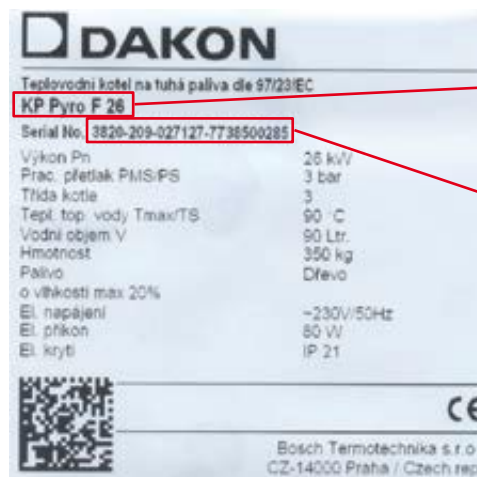 DAKON
Teplovodní kotel na tuhá paliva dle 97/23/EC
KP Pyro F 26
Serial No. 3820-209-027127-7738500285
Výkon Pn 26 kW
Prac. přetlak PMS/PS 3 bar
Třída kotle 3
Tepl. top. vody Tmax/TS 90 °C
Vodní objem V 90 Ltr.
Hmotnost 350 kg
Palivo Dřevo
o vlhkosti max 20%
El. napájení ~230V/50Hz
El. příkon 80 W
El. krytí IP 21
CE
Bosch Termotechnika s.r.o
CZ-14000 Praha / Czech rep